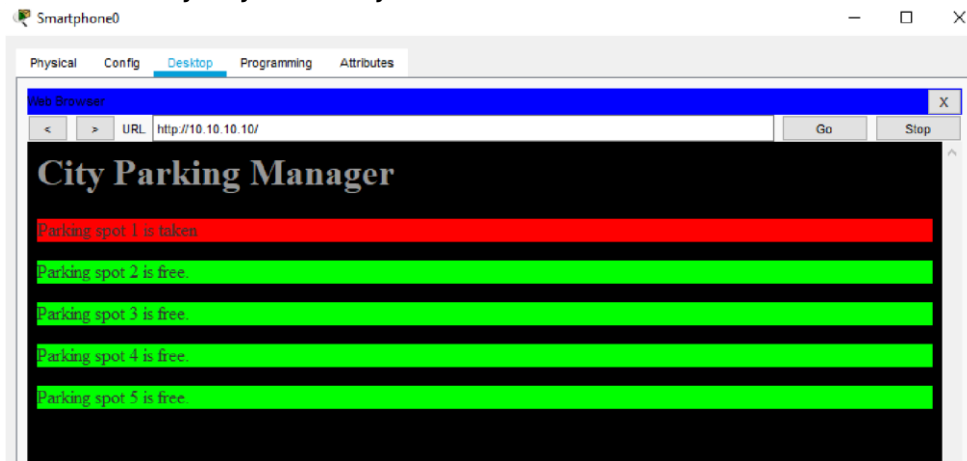 Smartphone0
Physical Config Desktop Programming Attributes
Web Browser X
< > URL http://10.10.10.10/ Go Stop
City Parking Manager
Parking spot 1 is taken
Parking spot 2 is free.
Parking spot 3 is free.
Parking spot 4 is free.
Parking spot 5 is free.